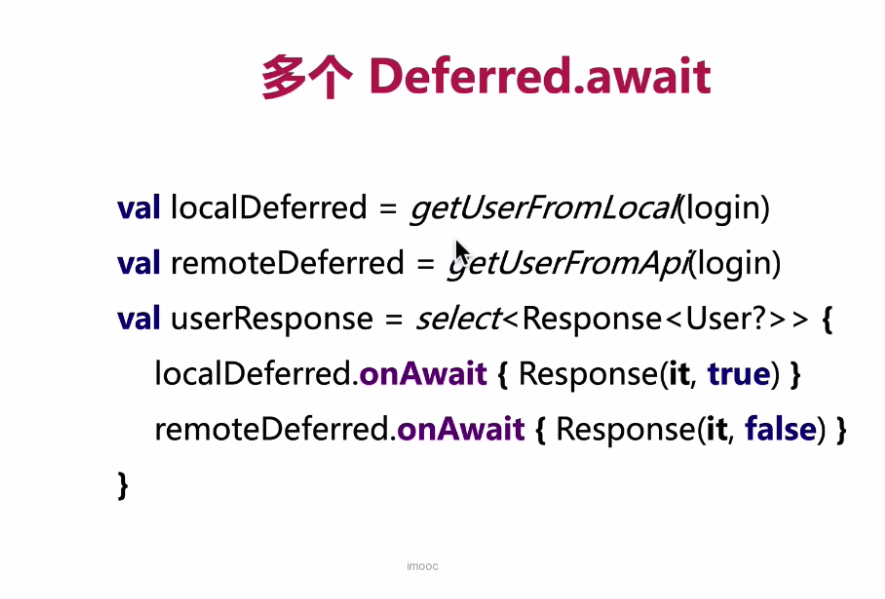 多个 Deferred.await
val localDeferred = getUserFromLocal(login)
val remoteDeferred = getUserFromApi(login)
val userResponse = select<Response<User?>> {
localDeferred.onAwait { Response(it, true) }
remoteDeferred.onAwait { Response(it, false) }
}
imooc